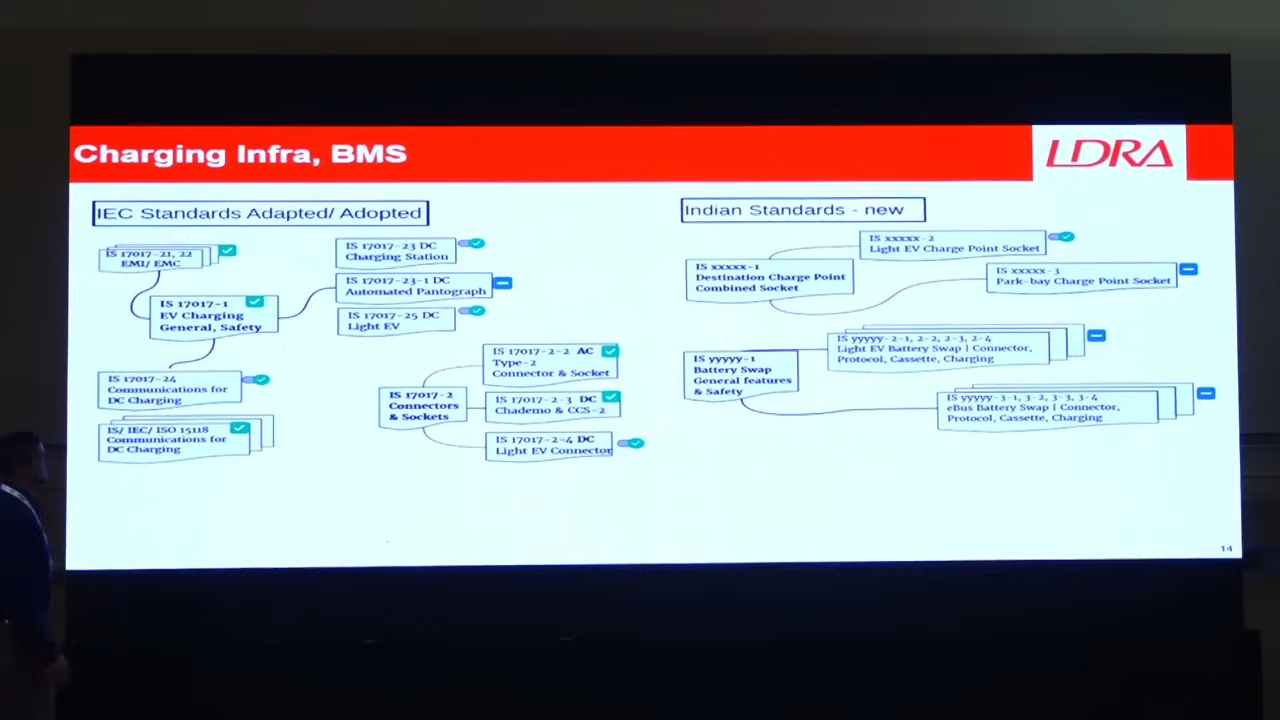 Charging Infra, BMS
LDRA
IEC Standards Adapted/ Adopted
IS 17017-21, 22
EMI/ EMC
IS 17017-1
EV Charging
General, Safety
IS 17017-23 DC
Charging Station
IS 17017-23-1 DC
Automated Pantograph
IS 17017-25 DC
Light EV
IS 17017-24
Communications for
DC Charging
IS/ IEC/ ISO 15118
Communications for
DC Charging
IS 17017-2
Connectors
& Sockets
IS 17017-2-2 AC
Type-2
Connector & Socket
IS 17017-2-3 DC
Chademo & CCS-2
IS 17017-2-4 DC
Light EV Connector
Indian Standards - new
IS xxxxx-1
Destination Charge Point
Combined Socket
IS xxxxx-2
Light EV Charge Point Socket
IS xxxxx-3
Park-bay Charge Point Socket
IS yyyyy-1
Battery Swap
General features
& Safety
IS yyyyy-2-1, 2-2, 2-3, 2-4
Light EV Battery Swap | Connector,
Protocol, Cassette, Charging
IS yyyyy-3-1, 3-2, 3-3, 3-4
eBus Battery Swap | Connector,
Protocol, Cassette, Charging
14